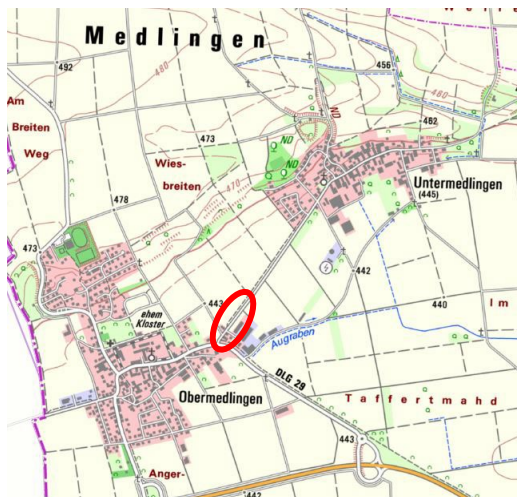 Medlingen
492
456
ND
Am
Breiten
Weg
473
Wies-
breiten
ND
462
470
Untermedlingen
(445)
478
473
442
443
440
Im
ehem
Kloster
Augraben
DLG 29
Obermedlingen
Taffertmahd
443
Anger-
442